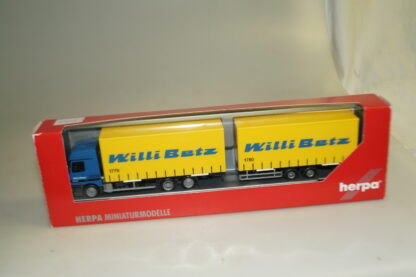 Willi Betz
Willi Betz
1779
1780
herpa
HERPA MINIATURMODELLE